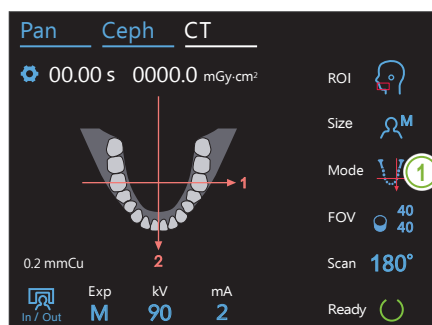 Pan Ceph CT
00.00 s 0000.0 mGy·cm²
ROI
Size M
Mode 1
1
FOV 40
40
0.2 mmCu 2 Scan 180°
Exp kV mA
In / Out M 90 2
Ready